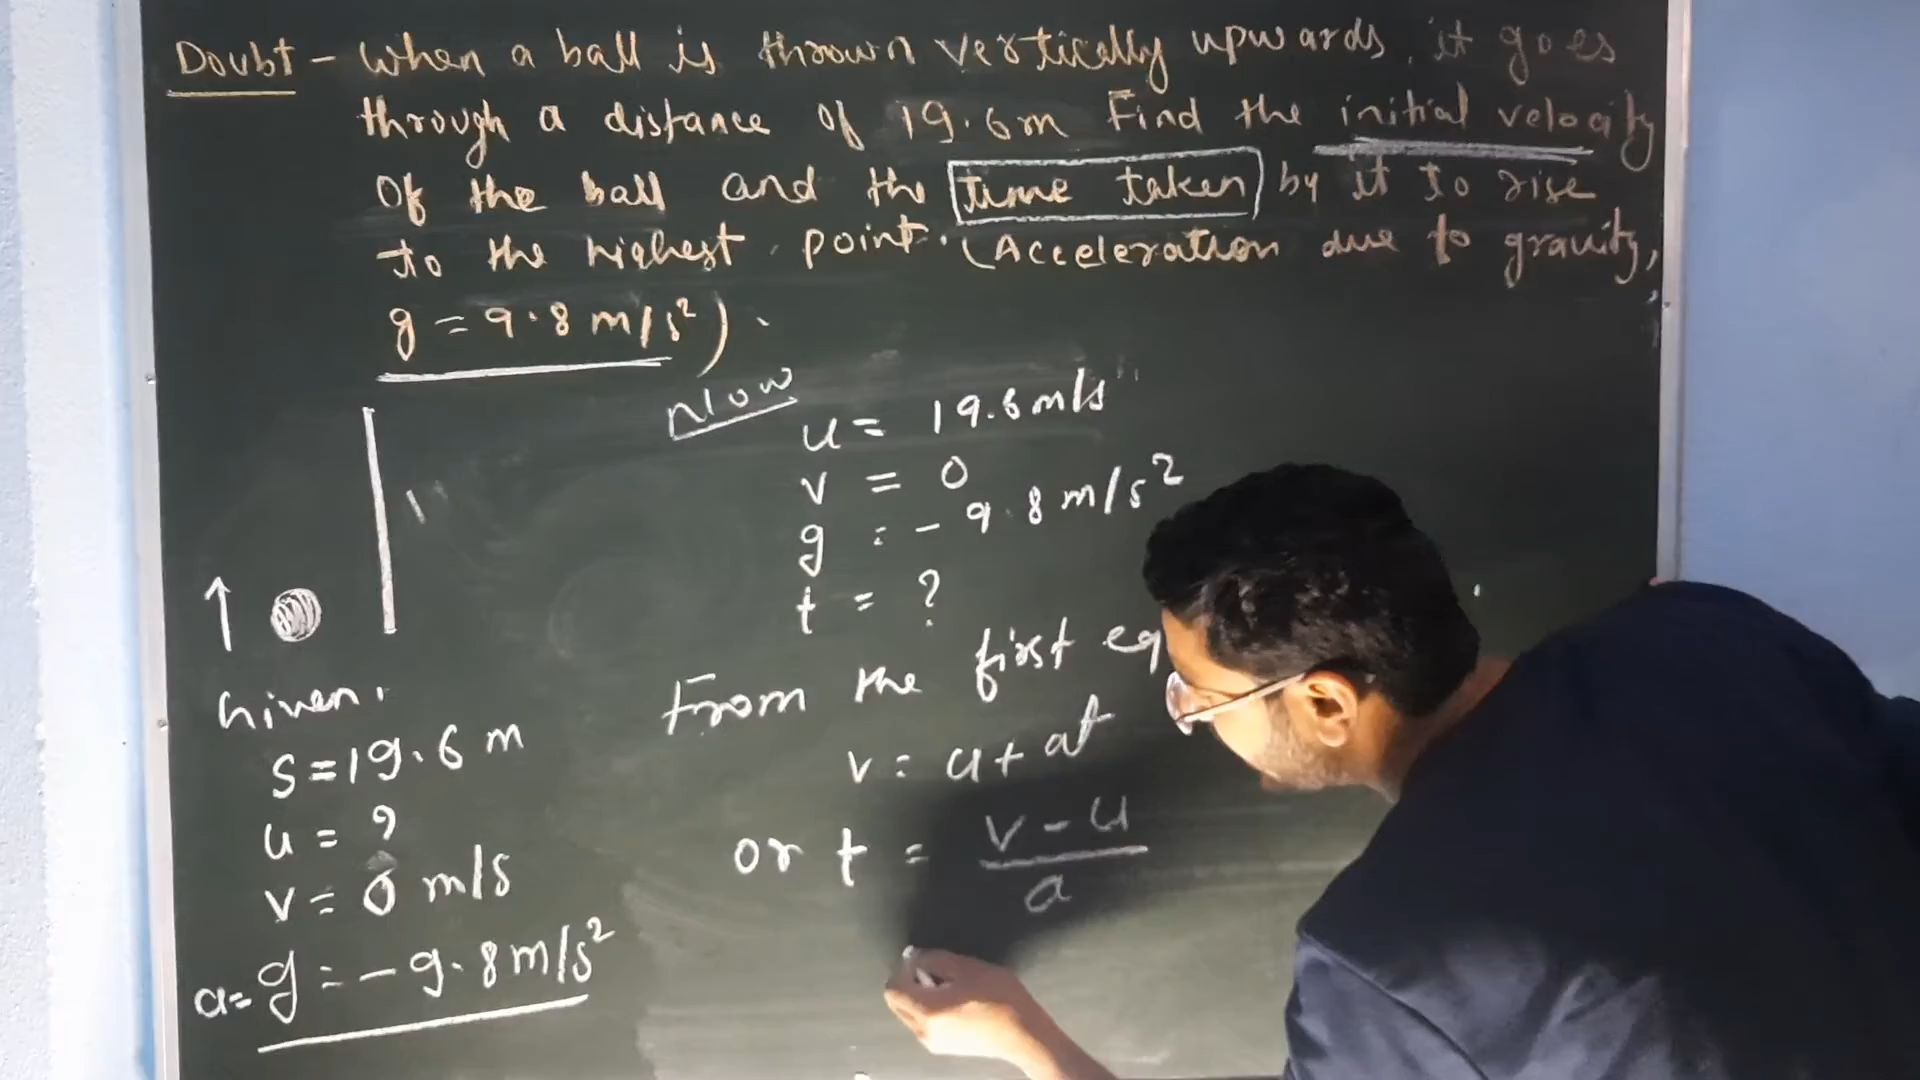 Doubt - When a ball is thrown vertically upwards, it goes
through a distance of 19.6m Find the initial velocity
of the ball and the time taken by it to rise
to the highest point. (Acceleration due to gravity,
g = 9.8 m/s²).
Given,
S = 19.6 m
u = ?
v = 0 m/s
a = g = -9.8 m/s²
Now
u = 19.6 m/s
v = 0
g = -9.8 m/s²
t = ?
From the first eq
v = u + at
or t = v - u
a